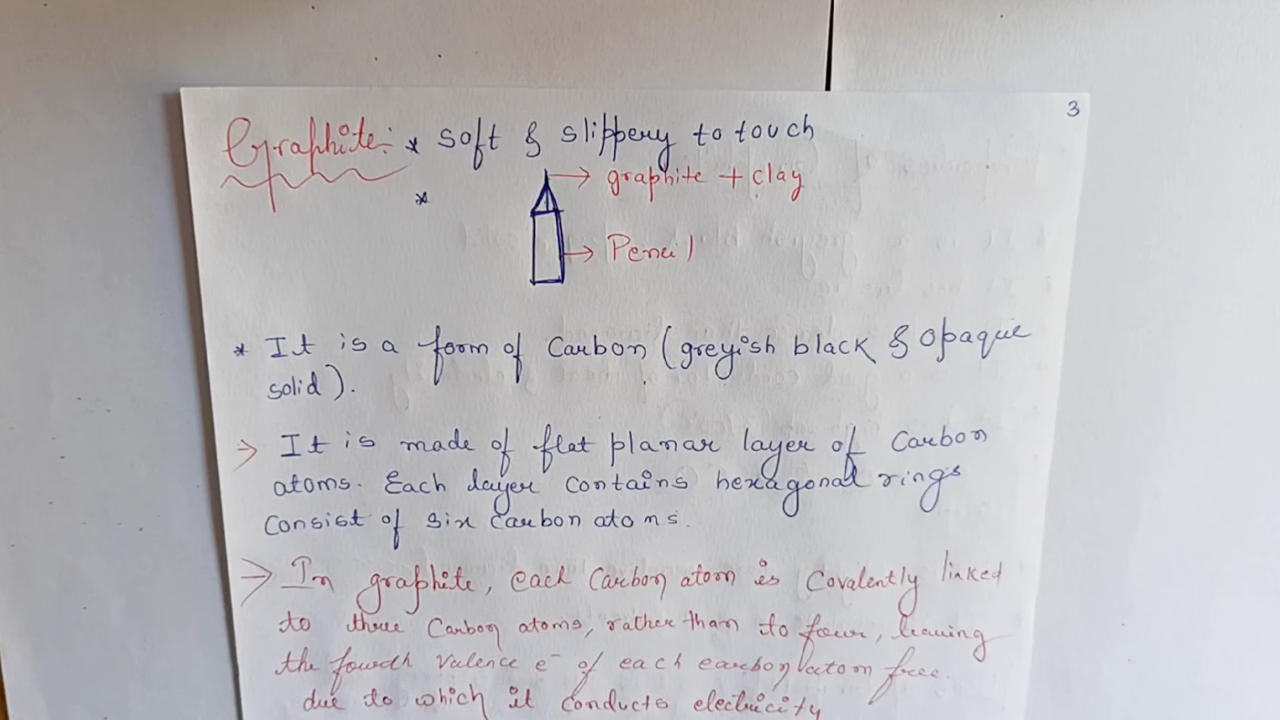 3
Graphite: * soft & slippery to touch
* → graphite + clay
→ Pencil
* It is a form of Carbon (greyish black & opaque
solid).
> It is made of flat planar layer of Carbon
atoms. Each layer contains hexagonal rings
consist of six carbon atoms.
⇒ In graphite, each Carbon atom is covalently linked
to three Carbon atoms, rather than to four, leaving
the fourth valence e⁻ of each carbon atom free.
due to which it conducts electricity